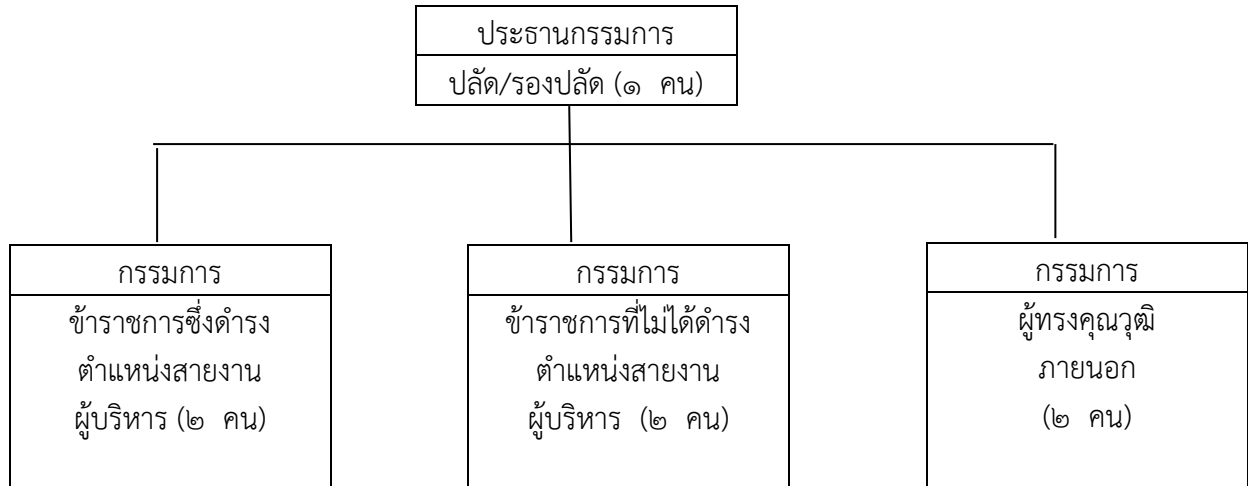 ประธานกรรมการ
ปลัด/รองปลัด (๑ คน)
กรรมการ
ข้าราชการซึ่งดำรง
ตำแหน่งสายงาน
ผู้บริหาร (๒ คน)
กรรมการ
ข้าราชการที่ไม่ได้ดำรง
ตำแหน่งสายงาน
ผู้บริหาร (๒ คน)
กรรมการ
ผู้ทรงคุณวุฒิ
ภายนอก
(๒ คน)